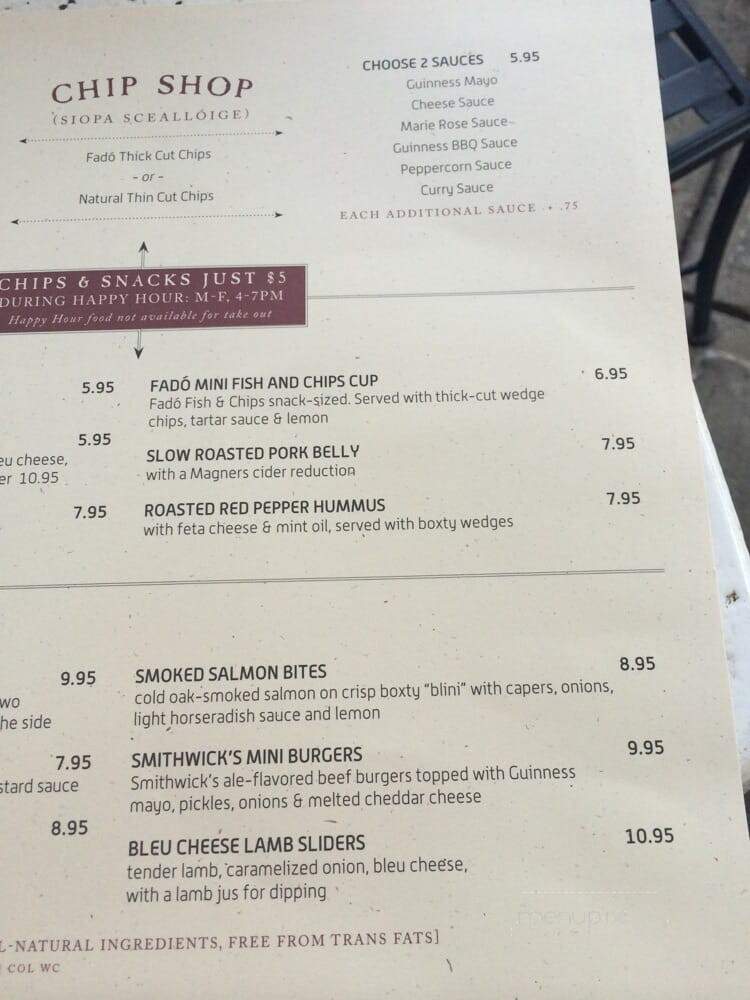 CHIP SHOP
(SIOPA SCEALLÓIGE)
Fadó Thick Cut Chips
- or -
Natural Thin Cut Chips
CHOOSE 2 SAUCES 5.95
Guinness Mayo
Cheese Sauce
Marie Rose Sauce
Guinness BBQ Sauce
Peppercorn Sauce
Curry Sauce
EACH ADDITIONAL SAUCE + .75
CHIPS & SNACKS JUST $5
DURING HAPPY HOUR: M-F, 4-7PM
Happy Hour food not available for take out
5.95
5.95
eu cheese,
er 10.95
7.95
FADÓ MINI FISH AND CHIPS CUP 6.95
Fadó Fish & Chips snack-sized. Served with thick-cut wedge
chips, tartar sauce & lemon
SLOW ROASTED PORK BELLY 7.95
with a Magners cider reduction
ROASTED RED PEPPER HUMMUS 7.95
with feta cheese & mint oil, served with boxty wedges
9.95
wo
he side
7.95
stard sauce
8.95
SMOKED SALMON BITES 8.95
cold oak-smoked salmon on crisp boxty “blini” with capers, onions,
light horseradish sauce and lemon
SMITHWICK'S MINI BURGERS 9.95
Smithwick's ale-flavored beef burgers topped with Guinness
mayo, pickles, onions & melted cheddar cheese
BLEU CHEESE LAMB SLIDERS 10.95
tender lamb, caramelized onion, bleu cheese,
with a lamb jus for dipping
L-NATURAL INGREDIENTS, FREE FROM TRANS FATS]
COL WC